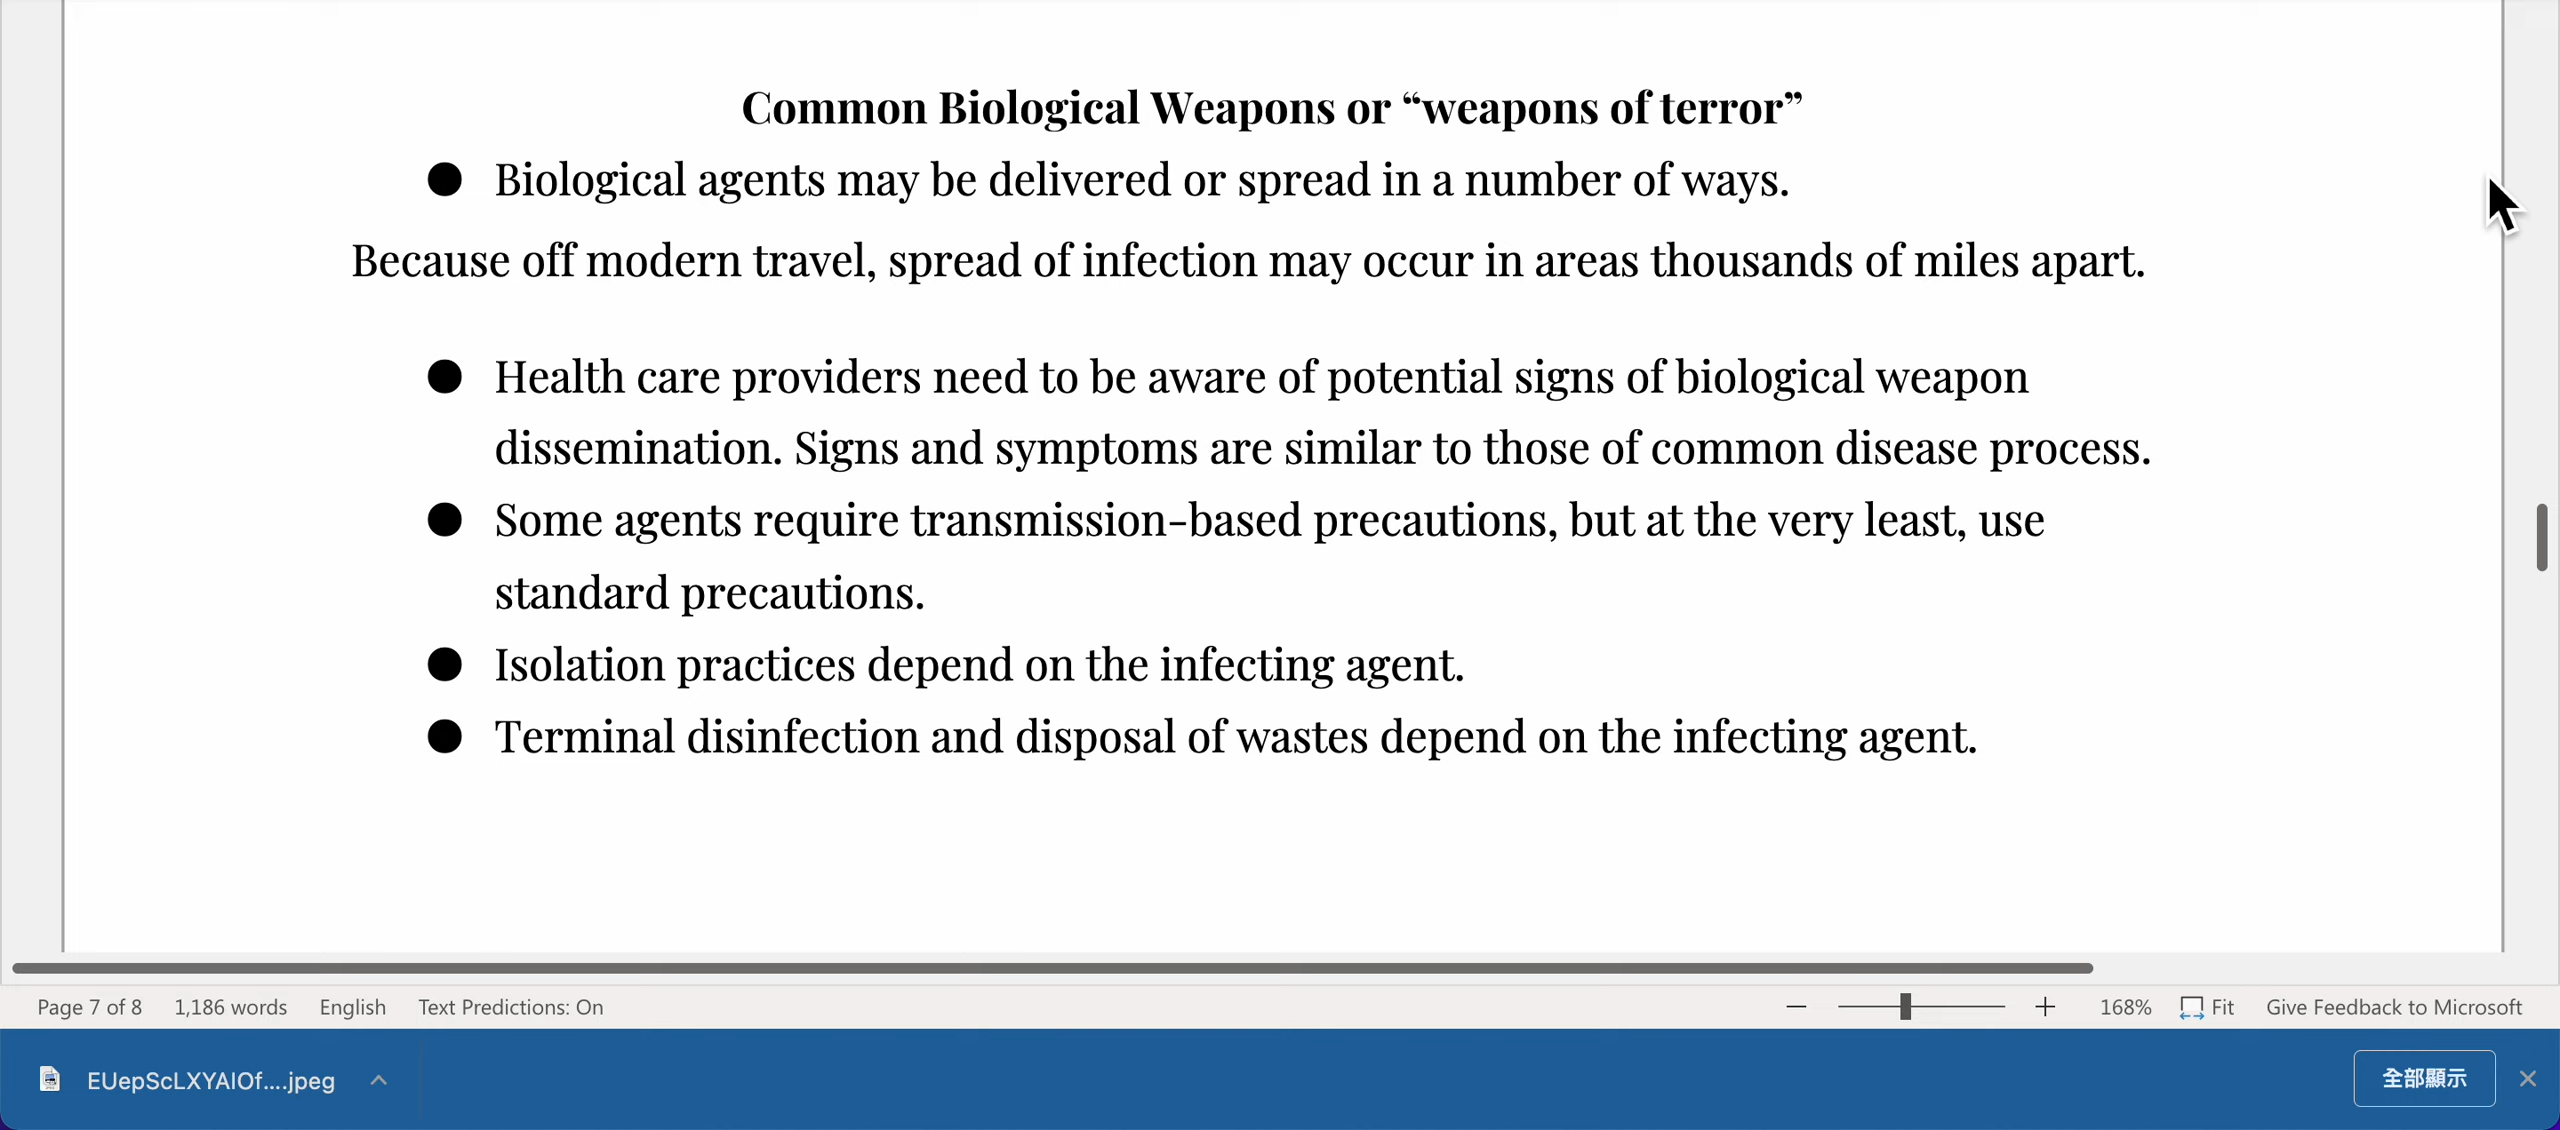 Common Biological Weapons or “weapons of terror”
● Biological agents may be delivered or spread in a number of ways.
Because off modern travel, spread of infection may occur in areas thousands of miles apart.
● Health care providers need to be aware of potential signs of biological weapon
dissemination. Signs and symptoms are similar to those of common disease process.
● Some agents require transmission-based precautions, but at the very least, use
standard precautions.
● Isolation practices depend on the infecting agent.
● Terminal disinfection and disposal of wastes depend on the infecting agent.
Page 7 of 8 1,186 words English Text Predictions: On 168% Fit Give Feedback to Microsoft
EUepScLXYAIOf....jpeg 全部顯示